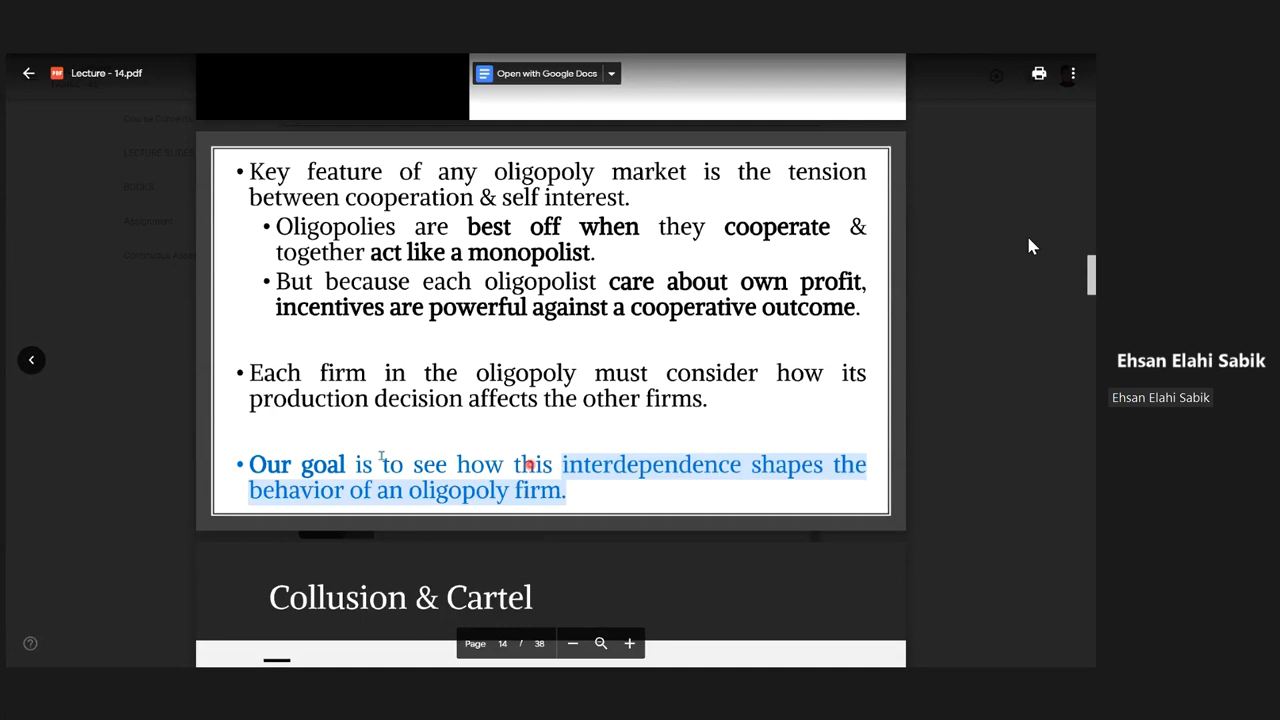 Lecture - 14.pdf
Open with Google Docs
LECTURE SLIDES
BOOKS
Assignment
• Key feature of any oligopoly market is the tension
between cooperation & self interest.
• Oligopolies are best off when they cooperate &
together act like a monopolist.
• But because each oligopolist care about own profit,
incentives are powerful against a cooperative outcome.
• Each firm in the oligopoly must consider how its
production decision affects the other firms.
• Our goal is to see how this interdependence shapes the
behavior of an oligopoly firm.
Ehsan Elahi Sabik
Ehsan Elahi Sabik
Collusion & Cartel
Page 14 / 38